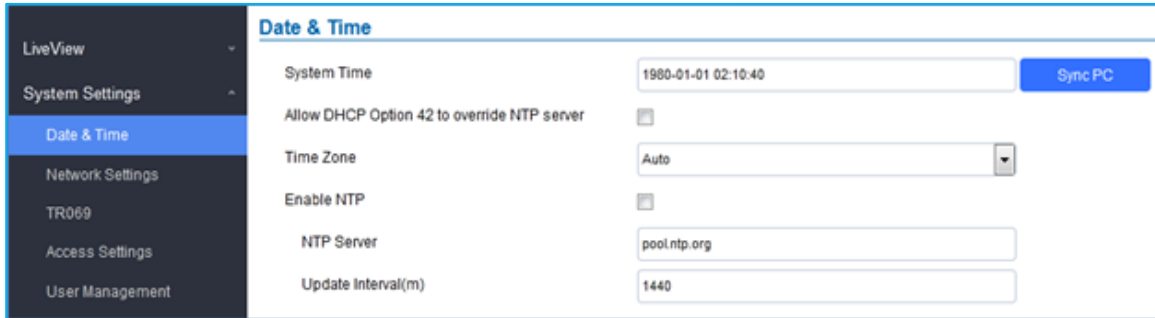 LiveView
System Settings
Date & Time
Network Settings
TR069
Access Settings
User Management
Date & Time
System Time
1980-01-01 02:10:40
Sync PC
Allow DHCP Option 42 to override NTP server
Time Zone
Auto
Enable NTP
NTP Server
pool.ntp.org
Update Interval(m)
1440